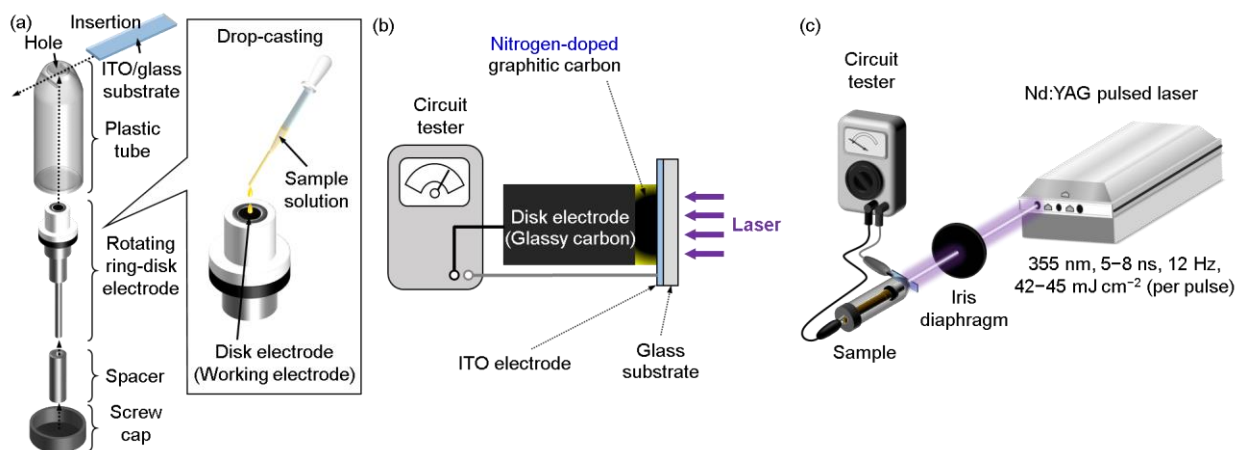 (a)
Insertion
Hole
ITO/glass
substrate
Plastic
tube
Rotating
ring-disk
electrode
Spacer
Screw
cap
Drop-casting
Sample
solution
Disk electrode
(Working electrode)
(b)
Nitrogen-doped
graphitic carbon
Circuit
tester
Disk electrode
(Glassy carbon)
Laser
ITO electrode
Glass
substrate
(c)
Circuit
tester
Nd:YAG pulsed laser
355 nm, 5−8 ns, 12 Hz,
42−45 mJ cm⁻² (per pulse)
Iris
diaphragm
Sample